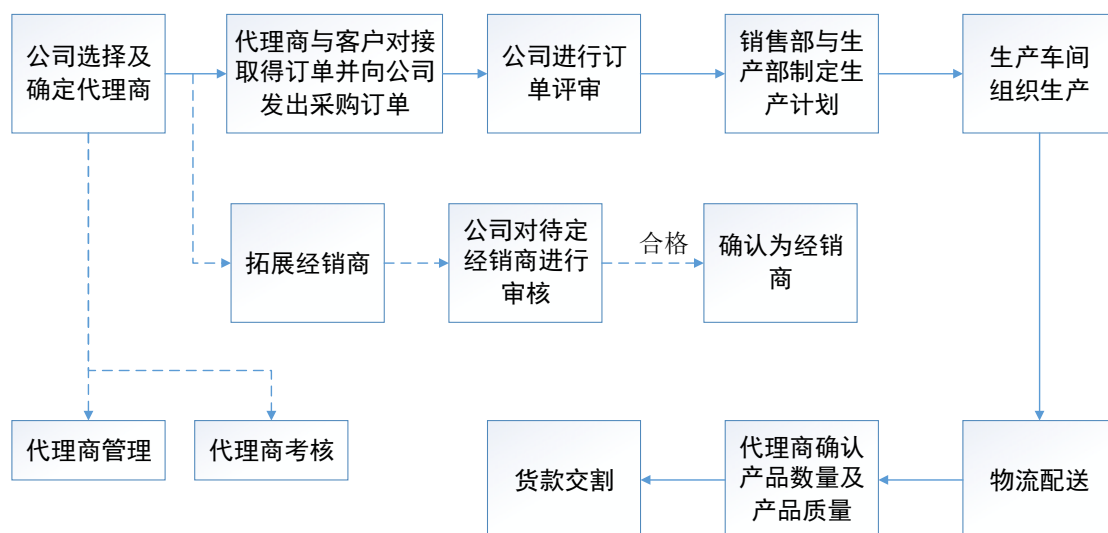 公司选择及
确定代理商
代理商与客户对接
取得订单并向公司
发出采购订单
公司进行订
单评审
销售部与生
产部制定生
产计划
生产车间
组织生产
拓展经销商
公司对待定
经销商进行
审核
合格
确认为经销
商
代理商管理
代理商考核
货款交割
代理商确认
产品数量及
产品质量
物流配送